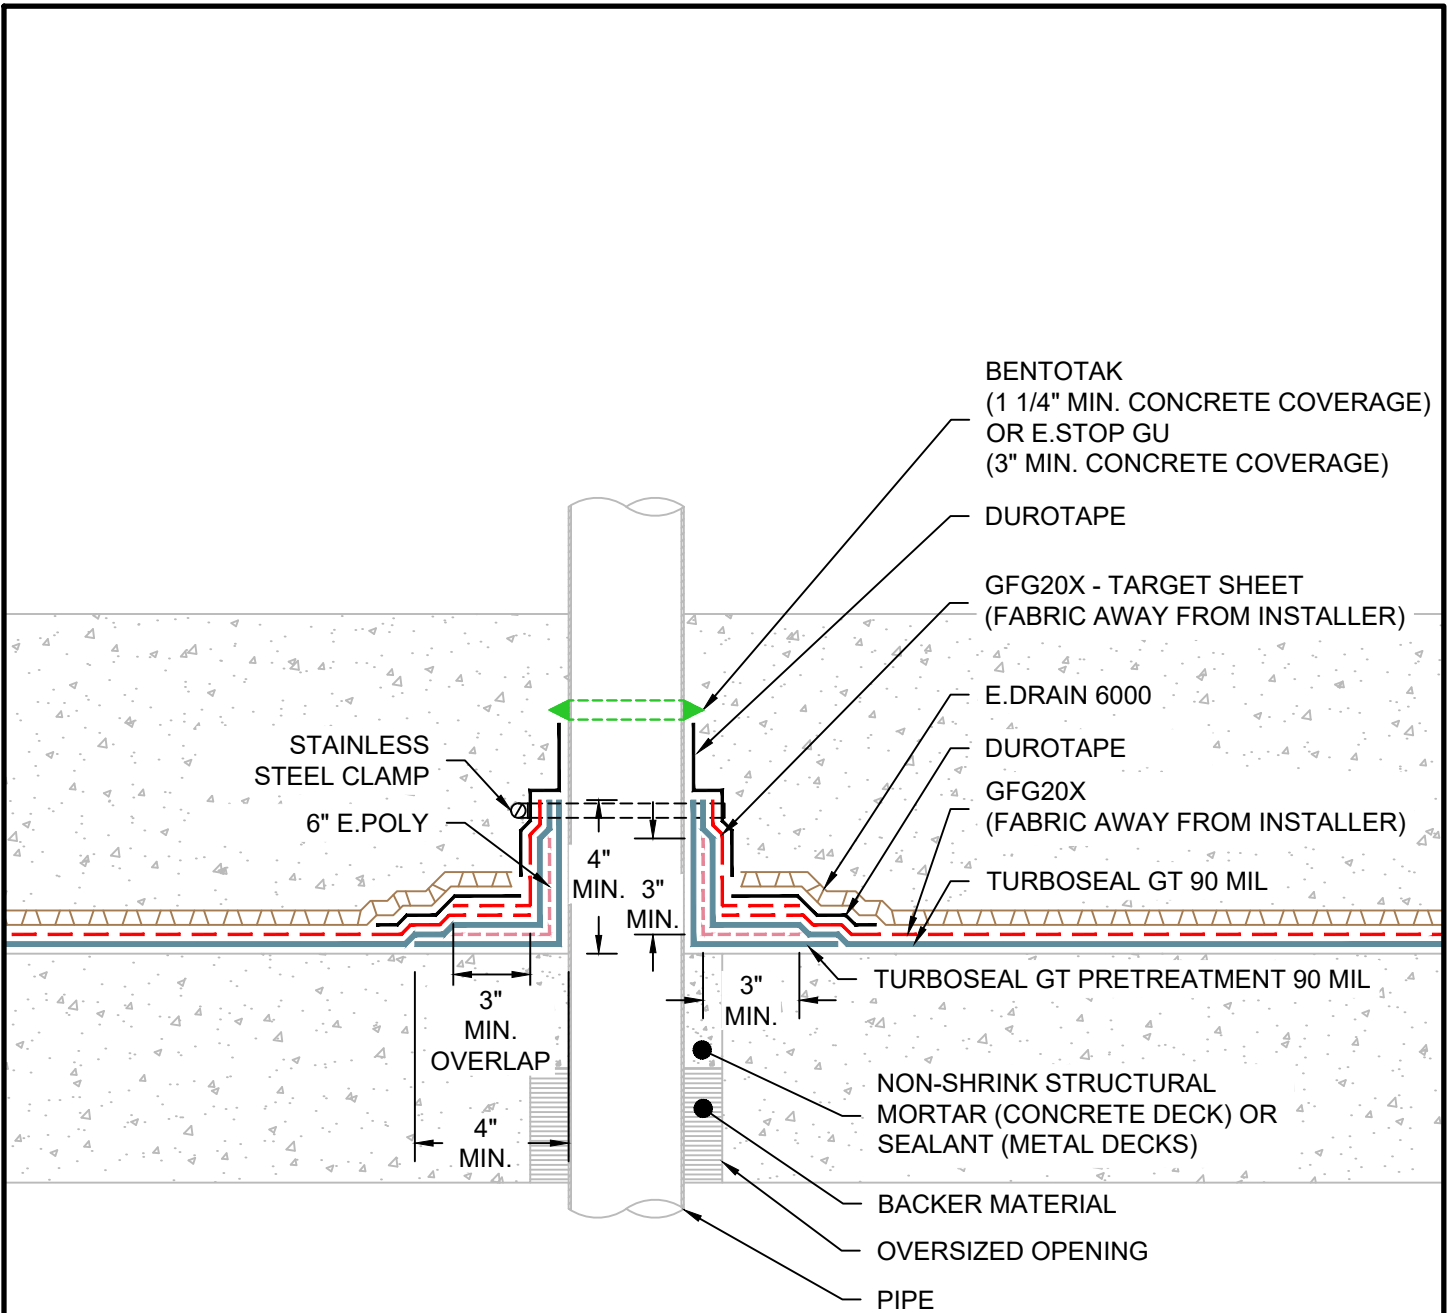 BENTOTAK
(1 1/4" MIN. CONCRETE COVERAGE)
OR E.STOP GU
(3" MIN. CONCRETE COVERAGE)
DUROTAPE
GFG20X - TARGET SHEET
(FABRIC AWAY FROM INSTALLER)
E.DRAIN 6000
DUROTAPE
GFG20X
(FABRIC AWAY FROM INSTALLER)
TURBOSEAL GT 90 MIL
TURBOSEAL GT PRETREATMENT 90 MIL
STAINLESS
STEEL CLAMP
6" E.POLY
4"
MIN.
3"
MIN.
3"
MIN.
OVERLAP
3"
MIN.
4"
MIN.
NON-SHRINK STRUCTURAL
MORTAR (CONCRETE DECK) OR
SEALANT (METAL DECKS)
BACKER MATERIAL
OVERSIZED OPENING
PIPE